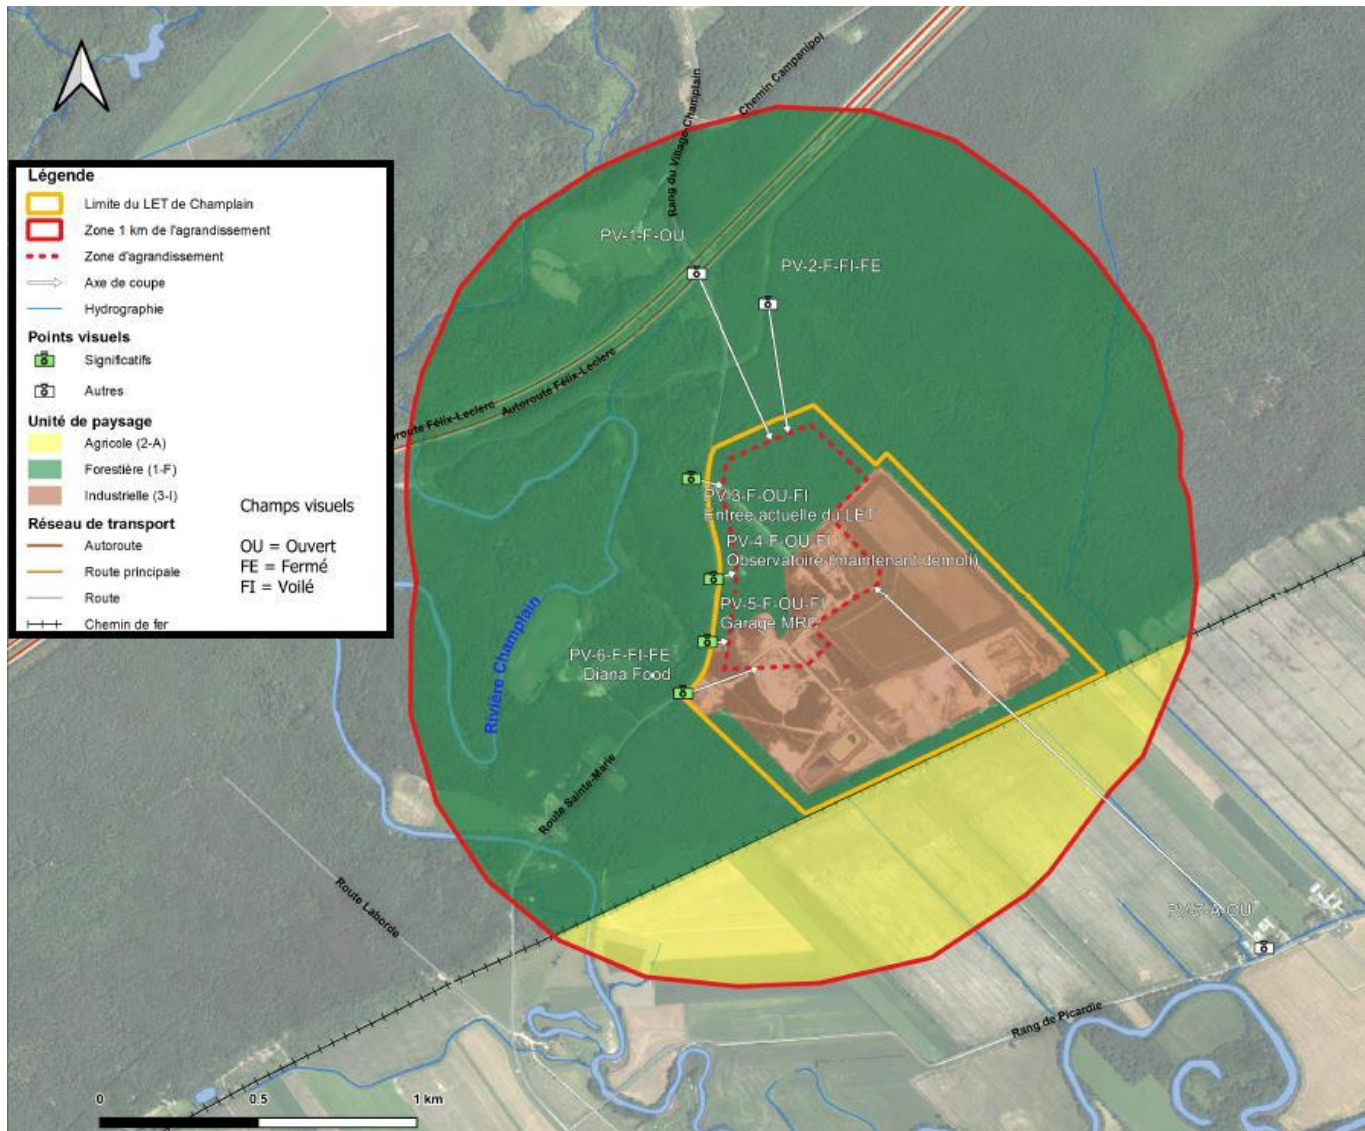 Légende
Limite du LET de Champlain
Zone 1 km de l'agrandissement
Zone d'agrandissement
Axe de coupe
Hydrographie
Points visuels
Significatifs
Autres
Unité de paysage
Agricole (2-A)
Forestière (1-F)
Industrielle (3-I)
Réseau de transport
Autoroute
Route principale
Route
Chemin de fer
Champs visuels
OU = Ouvert
FE = Fermé
FI = Voilé
Rang du Village-Champlain
Chemin Campanipol
PV-1-F-OU
PV-2-F-FI-FE
oroute Félix-Leclerc
Autoroute Félix-Leclerc
PV-3-F-OU-FI
Entrée actuelle du LET
PV-4-F-OU-FI
Observatoire (maintenant démoli)
PV-5-F-OU-FI
Garage MRC
PV-6-F-FI-FE
Diana Food
Rivière Champlain
Route Sainte-Marie
Route Laborde
PV-7-A-OU
Rang de Picardie
0 0.5 1 km